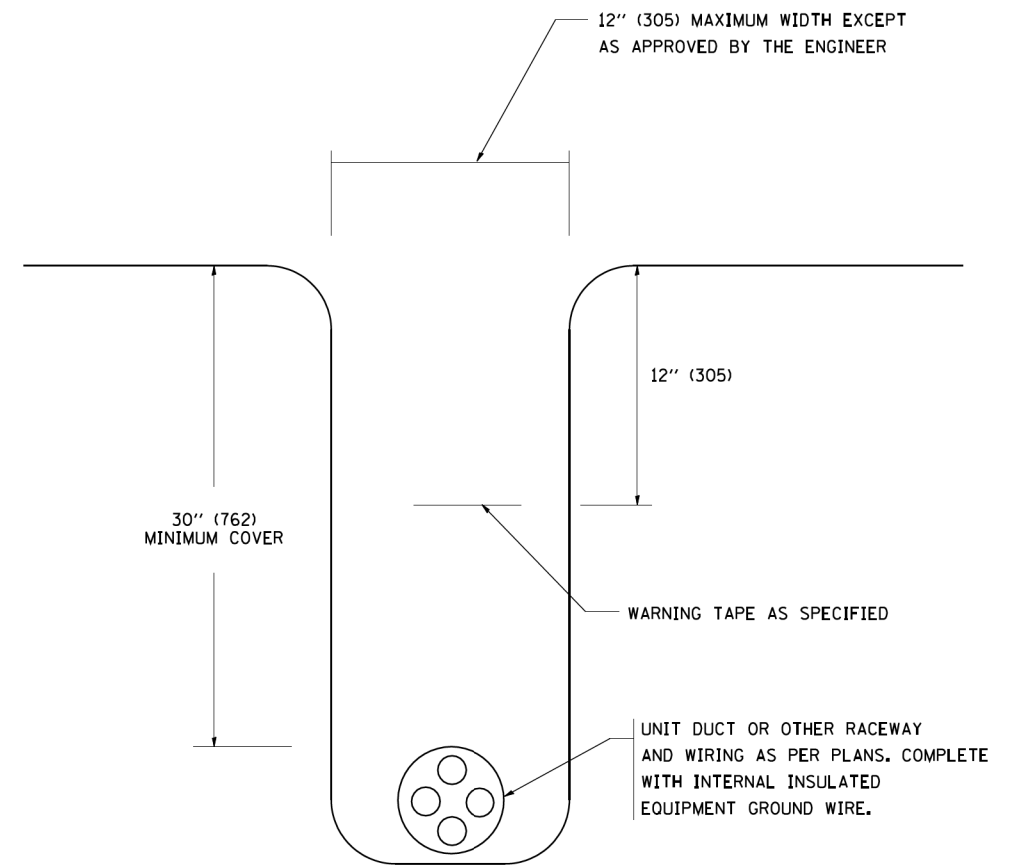 12'' (305) MAXIMUM WIDTH EXCEPT
AS APPROVED BY THE ENGINEER
12'' (305)
30'' (762)
MINIMUM COVER
WARNING TAPE AS SPECIFIED
UNIT DUCT OR OTHER RACEWAY
AND WIRING AS PER PLANS. COMPLETE
WITH INTERNAL INSULATED
EQUIPMENT GROUND WIRE.